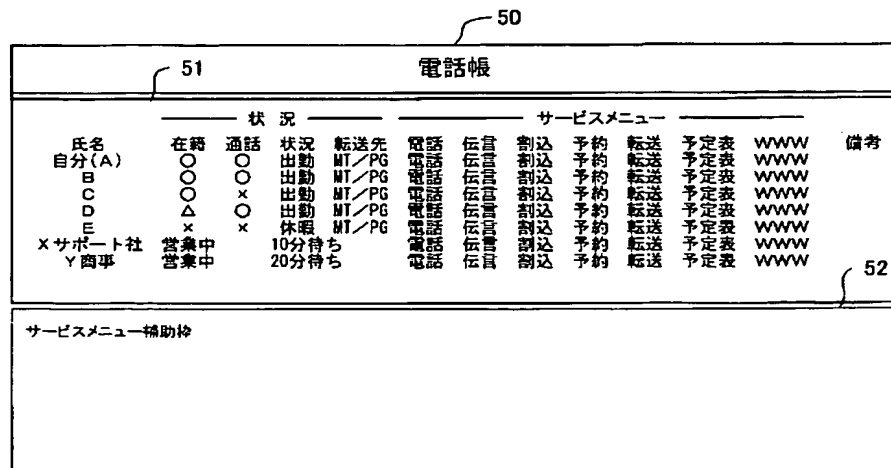 50
電話帳
51
状況 サービスメニュー
氏名 在籍 通話 状況 転送先 電話 伝言 割込 予約 転送 予定表 WWW 備考
自分(A) ○ ○ 出勤 MT/PG 電話 伝言 割込 予約 転送 予定表 WWW
B ○ ○ 出勤 MT/PG 電話 伝言 割込 予約 転送 予定表 WWW
C ○ × 出勤 MT/PG 電話 伝言 割込 予約 転送 予定表 WWW
D △ ○ 出勤 MT/PG 電話 伝言 割込 予約 転送 予定表 WWW
E × × 休暇 MT/PG 電話 伝言 割込 予約 転送 予定表 WWW
Xサポート社 営業中 10分待ち 電話 伝言 割込 予約 転送 予定表 WWW
Y商事 営業中 20分待ち 電話 伝言 割込 予約 転送 予定表 WWW
52
サービスメニュー補助枠